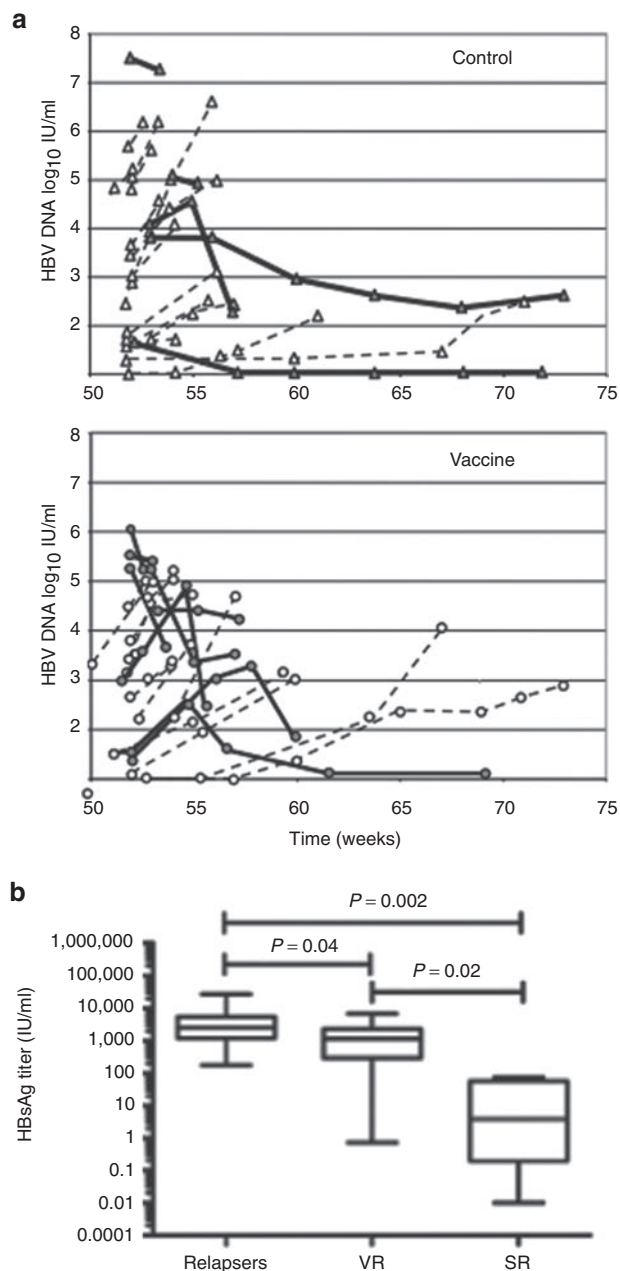 a
8
Control
7
6
5
4
3
2
HBV DNA log10 IU/ml
50 55 60 65 70 75
8
Vaccine
7
6
5
4
3
2
HBV DNA log10 IU/ml
50 55 60 65 70 75
Time (weeks)
b
P = 0.002
P = 0.04
P = 0.02
HBsAg titer (IU/ml)
1,000,000
100,000
10,000
1,000
100
10
1
0.1
0.01
0.0001
Relapsers VR SR